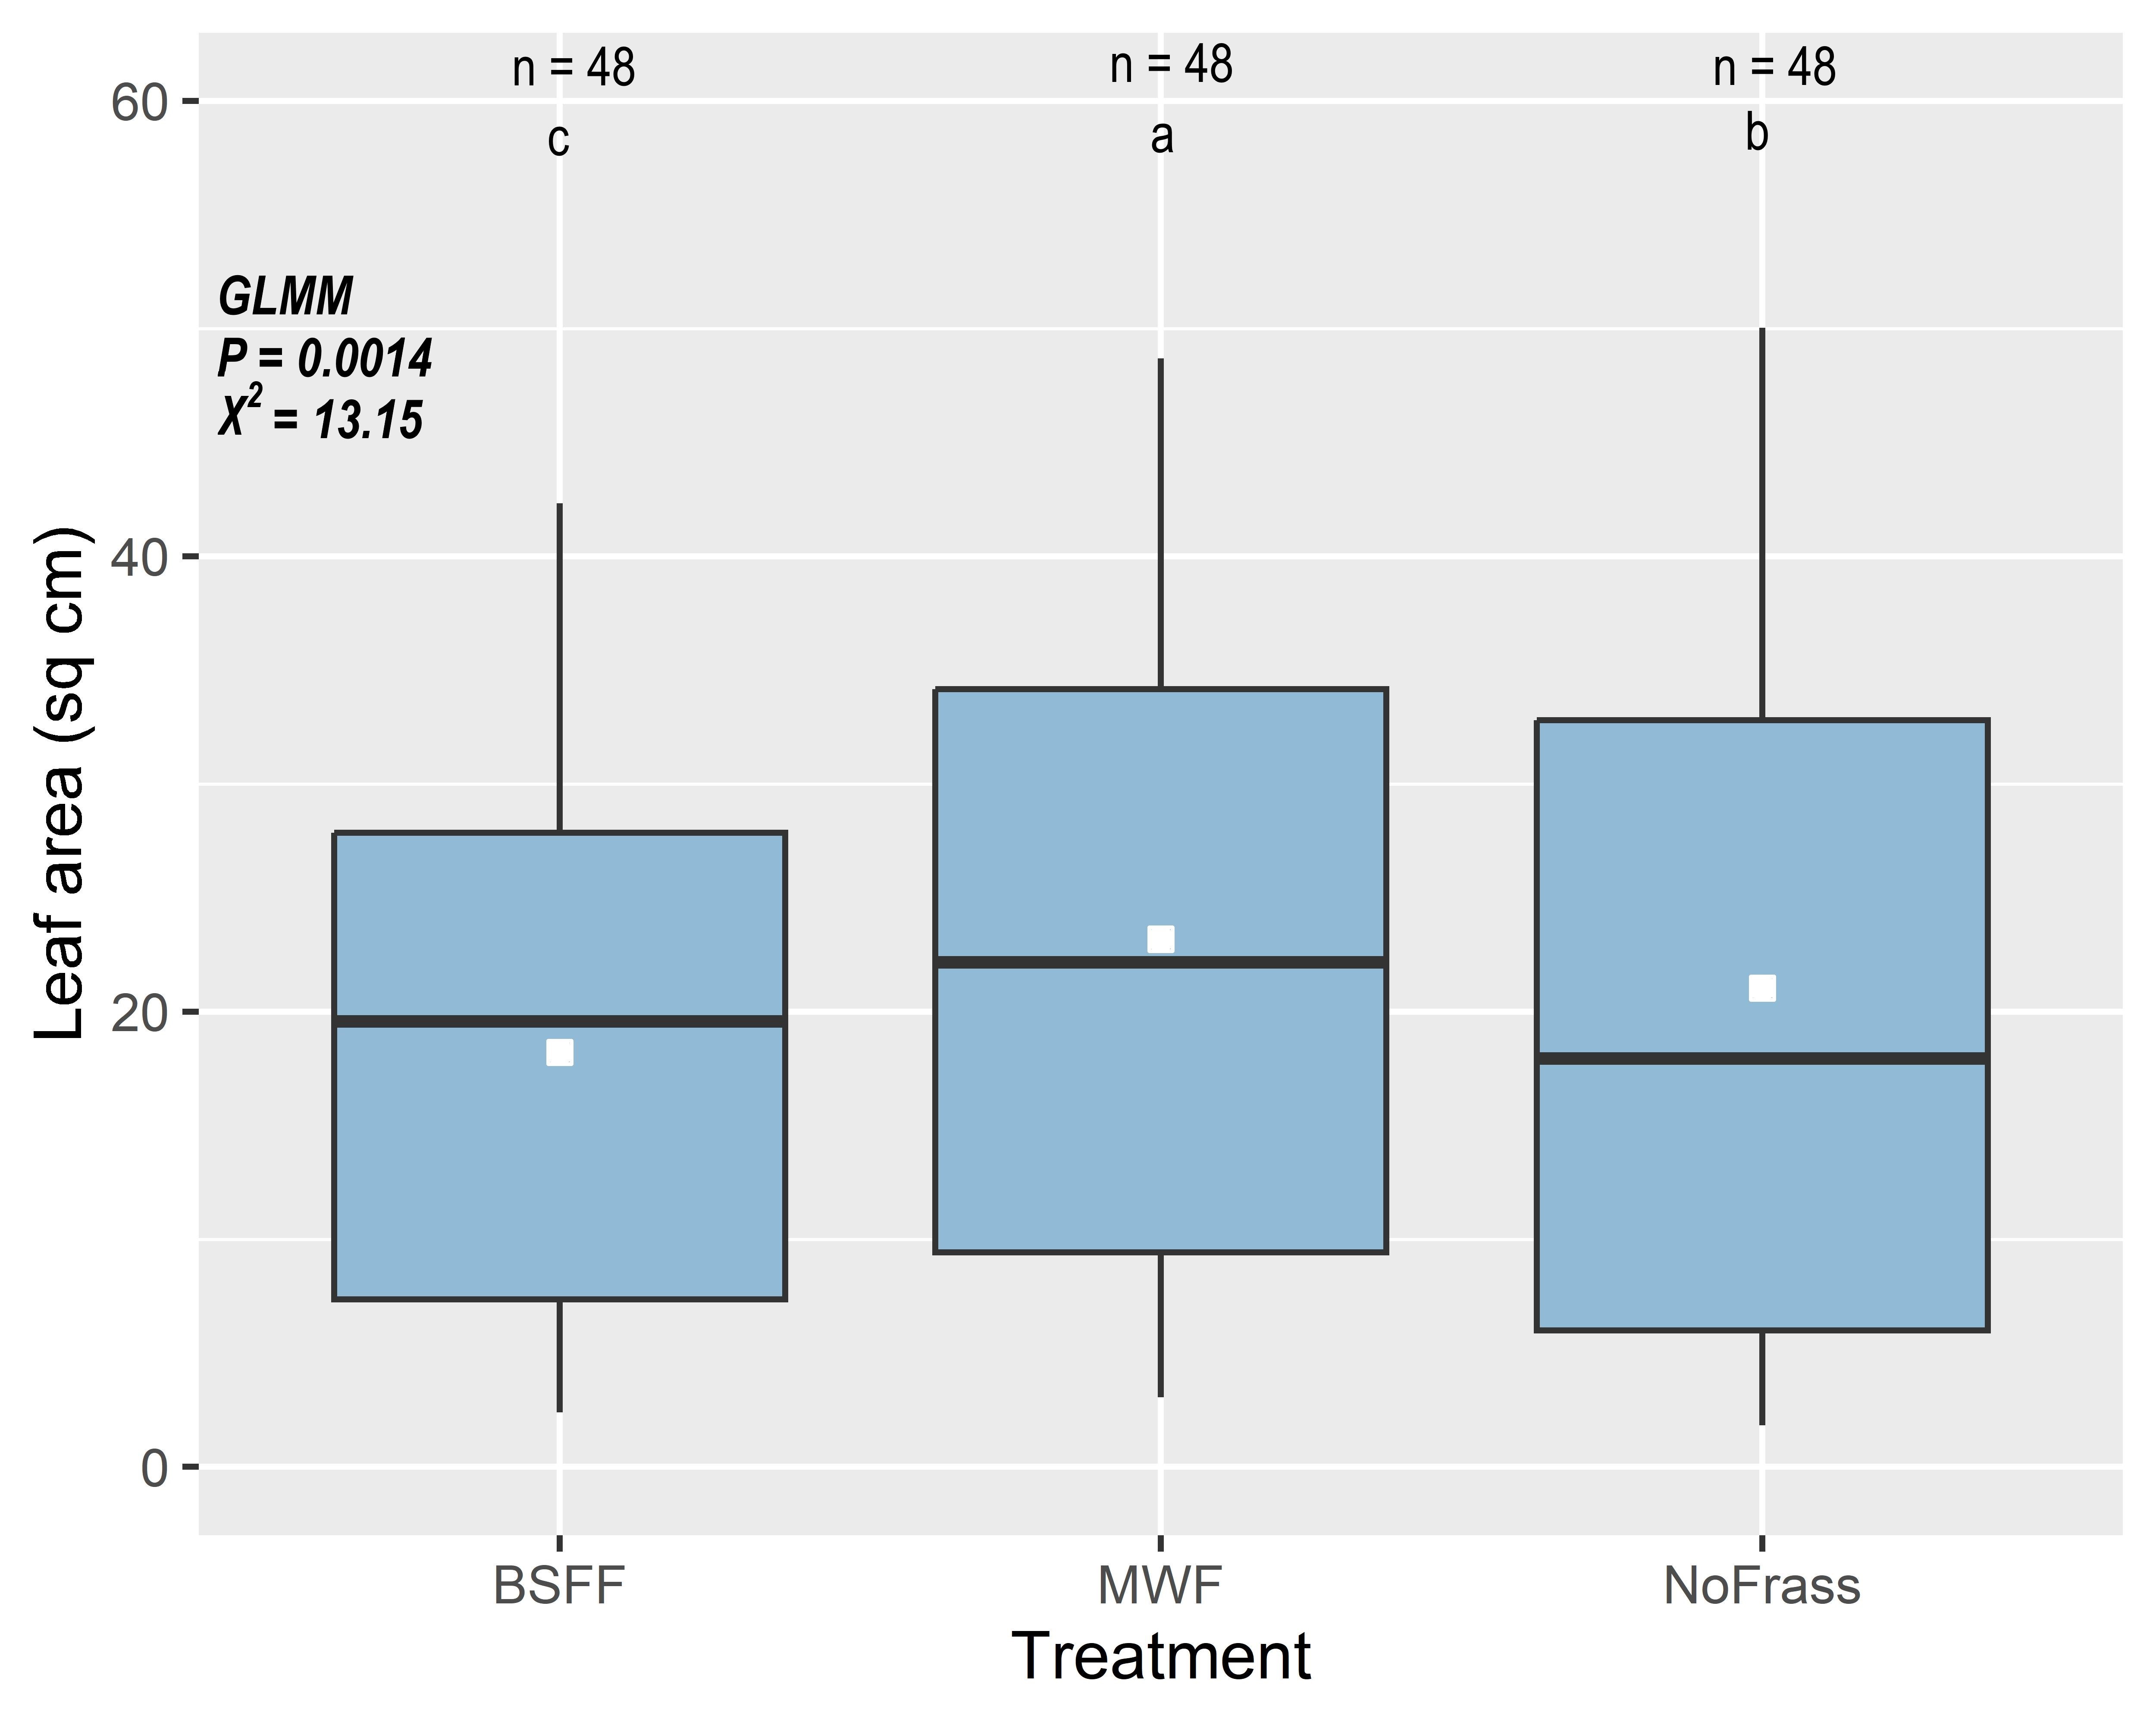 n = 48
n = 48
n = 48
c
a
b
GLMM
P = 0.0014
X² = 13.15
Leaf area (sq cm)
60
40
20
0
BSFF
MWF
NoFrass
Treatment